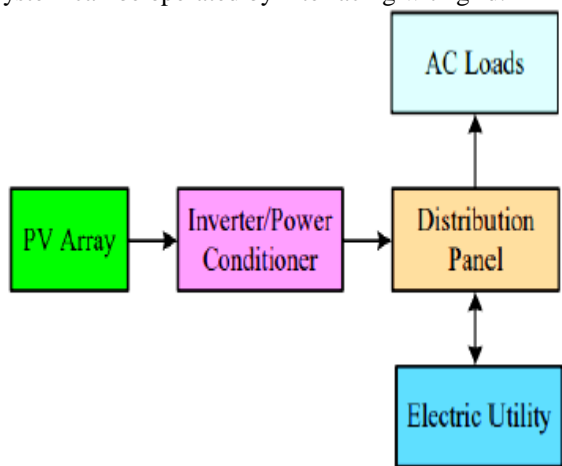 AC Loads
PV Array
Inverter/Power
Conditioner
Distribution
Panel
Electric Utility